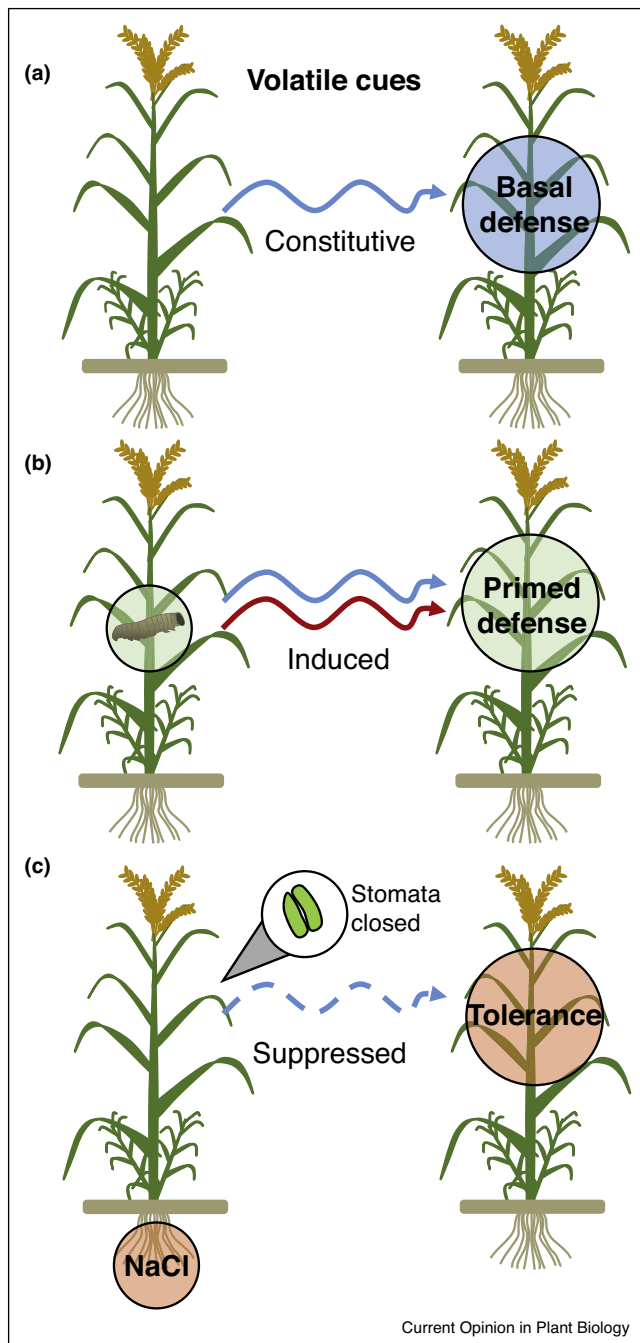 (a)
Volatile cues
Constitutive
Basal
defense
(b)
Induced
Primed
defense
(c)
Stomata
closed
Suppressed
Tolerance
NaCl
Current Opinion in Plant Biology